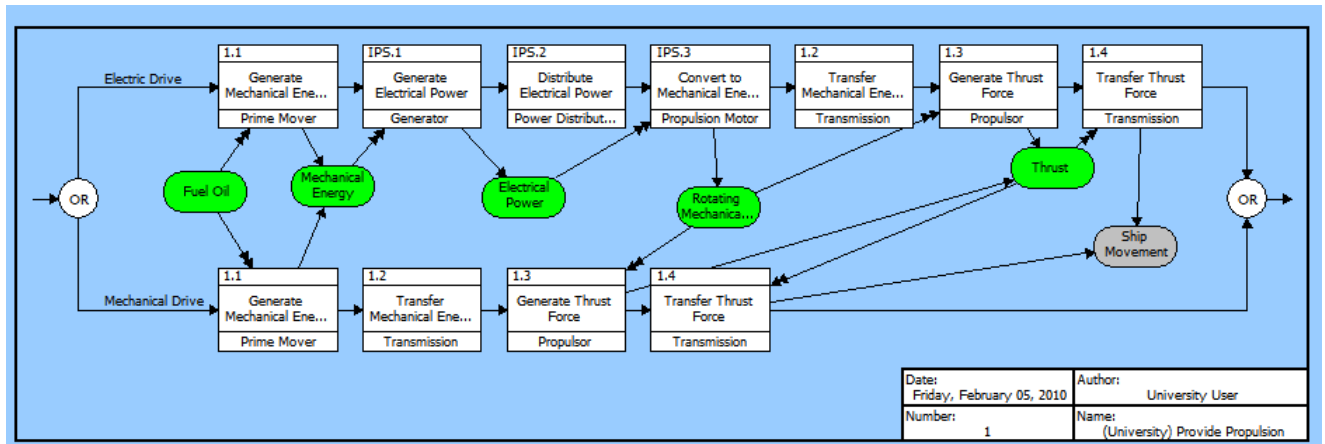 1.1
IPS.1
IPS.2
IPS.3
1.2
1.3
1.4
Electric Drive
Generate
Mechanical Ene...
Prime Mover
Generate
Electrical Power
Generator
Distribute
Electrical Power
Power Distribut...
Convert to
Mechanical Ene...
Propulsion Motor
Transfer
Mechanical Ene...
Transmission
Generate Thrust
Force
Propulsor
Transfer Thrust
Force
Transmission
OR
Fuel Oil
Mechanical
Energy
Electrical
Power
Rotating
Mechanica...
Thrust
OR
Ship
Movement
Mechanical Drive
1.1
Generate
Mechanical Ene...
Prime Mover
1.2
Transfer
Mechanical Ene...
Transmission
1.3
Generate Thrust
Force
Propulsor
1.4
Transfer Thrust
Force
Transmission
Date:
Friday, February 05, 2010
Author:
University User
Number:
1
Name:
(University) Provide Propulsion